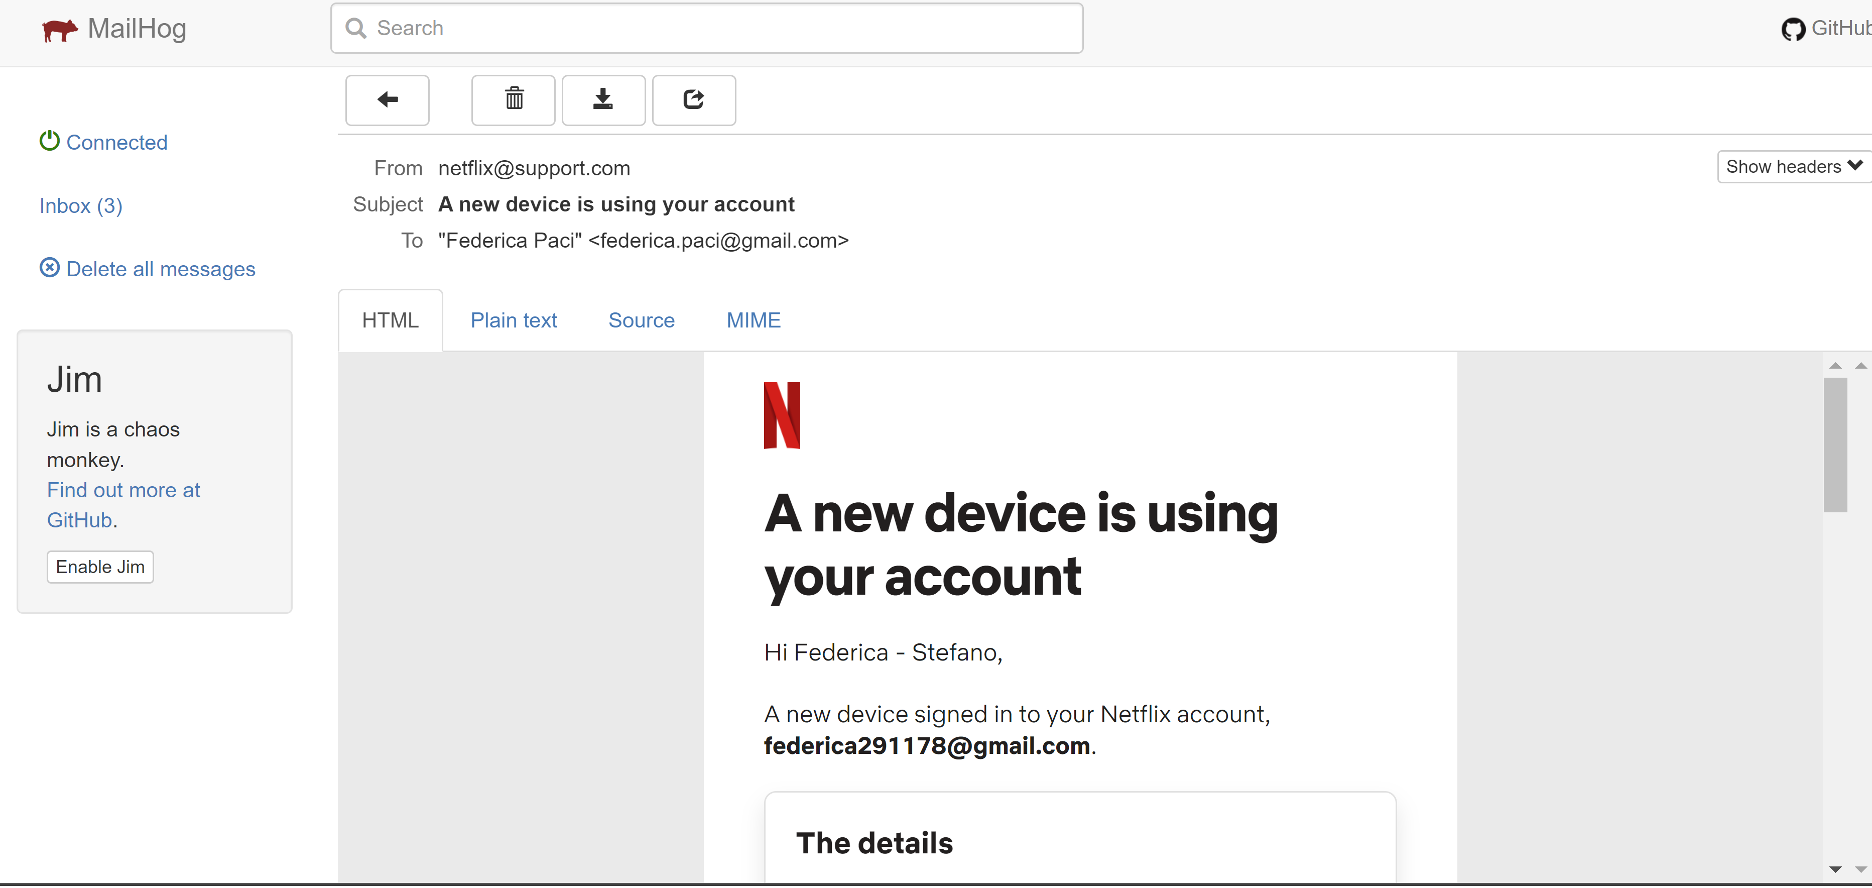 MailHog
Search
GitHub
Connected
Inbox (3)
Delete all messages
Jim
Jim is a chaos
monkey.
Find out more at
GitHub.
Enable Jim
From netflix@support.com
Show headers
Subject A new device is using your account
To "Federica Paci" <federica.paci@gmail.com>
HTML Plain text Source MIME
N
A new device is using
your account
Hi Federica - Stefano,
A new device signed in to your Netflix account,
federica291178@gmail.com.
The details